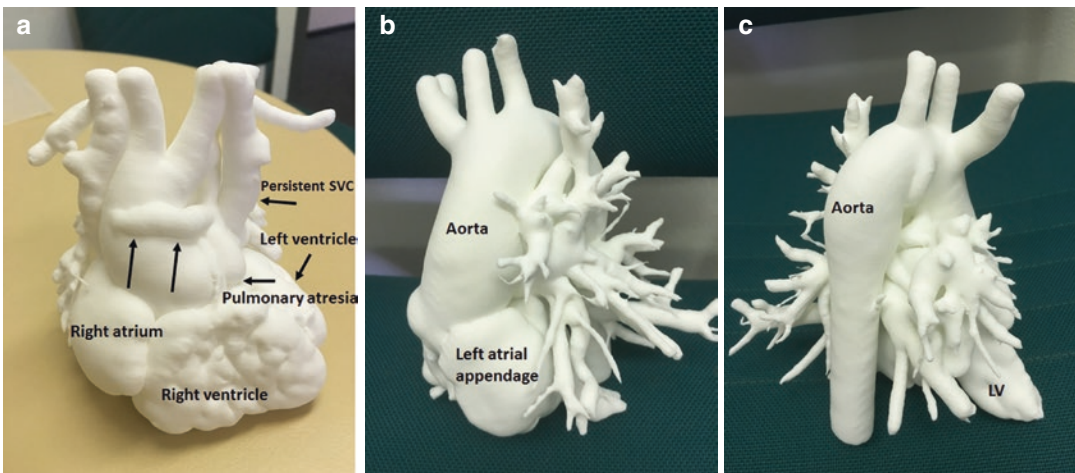 a
Persistent SVC
Left ventricle
Pulmonary atresia
Right atrium
Right ventricle
b
Aorta
Left atrial
appendage
c
Aorta
LV